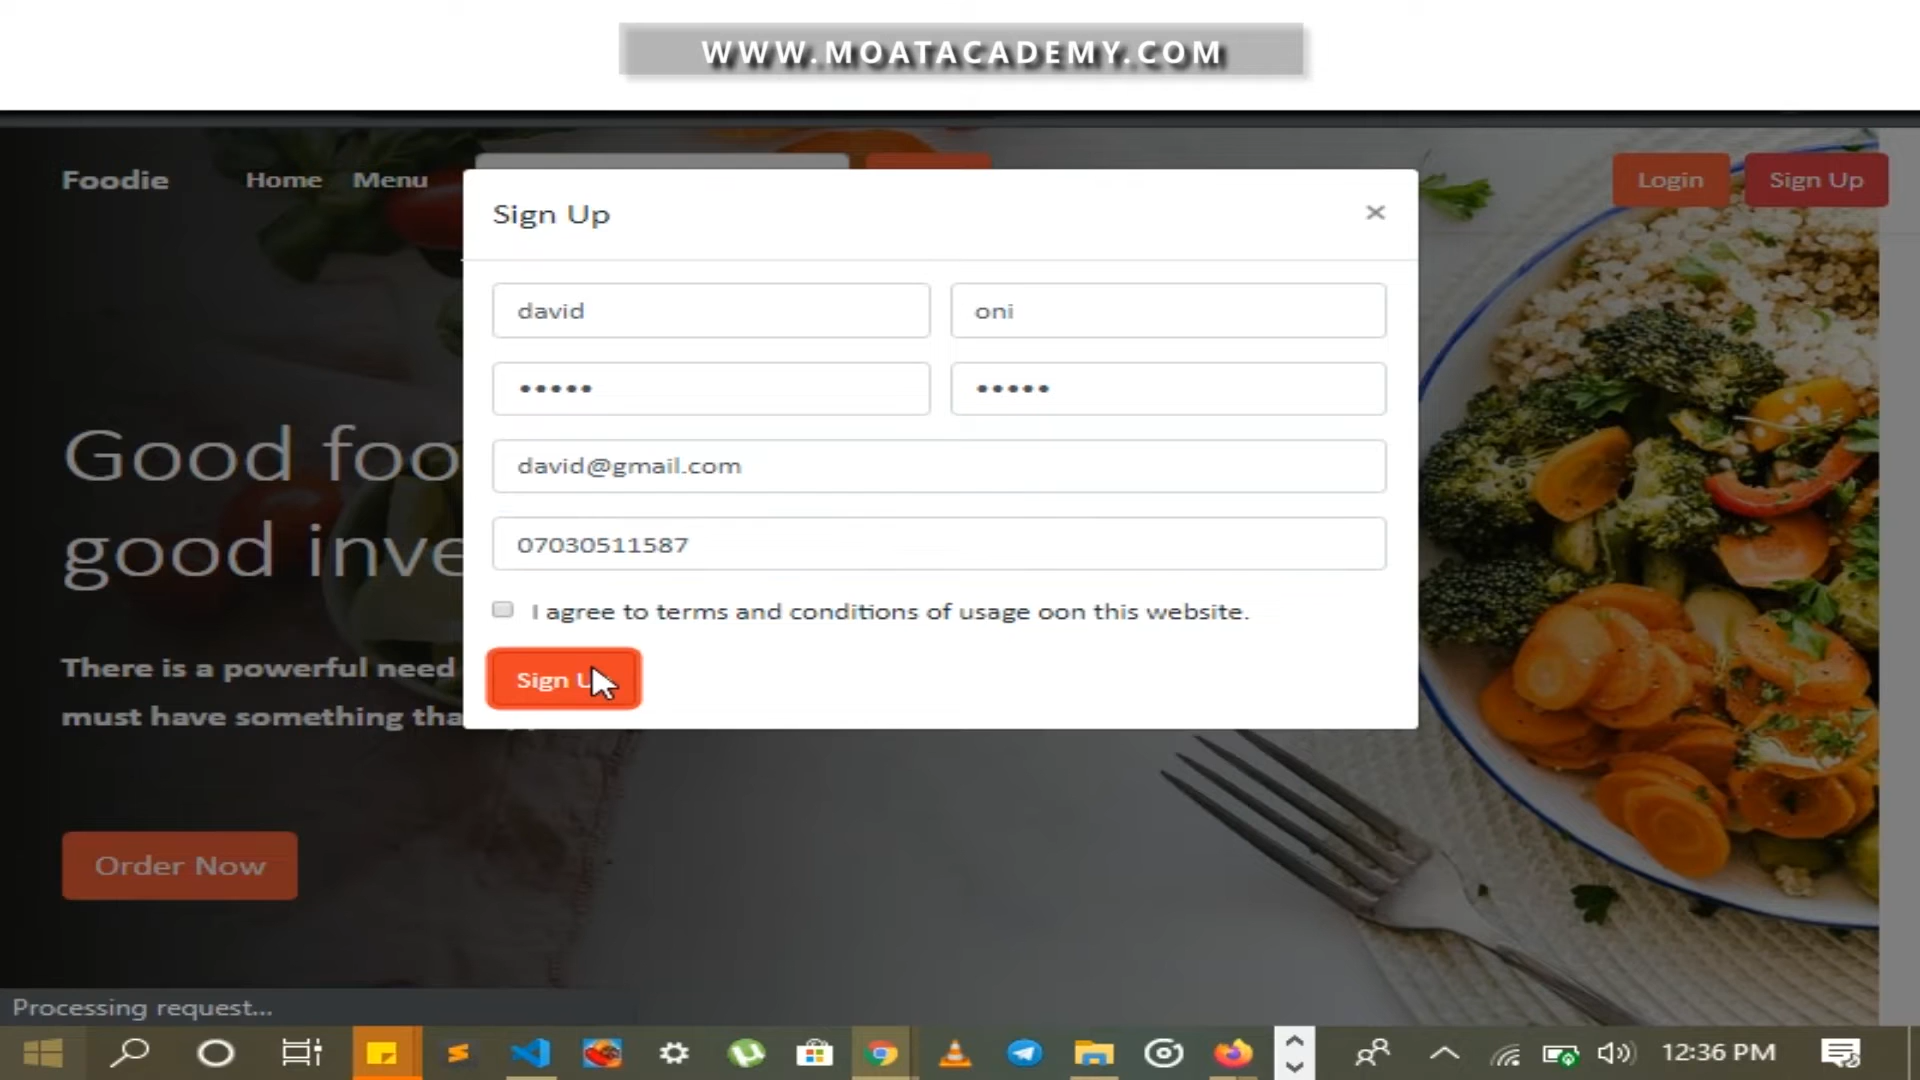 WWW.MOATACADEMY.COM
Foodie Home Menu Login Sign Up
Sign Up ×
david oni
••••• •••••
david@gmail.com
07030511587
I agree to terms and conditions of usage oon this website.
Sign U
Good foo
good inve
There is a powerful need
must have something tha
Order Now
Processing request...
12:36 PM